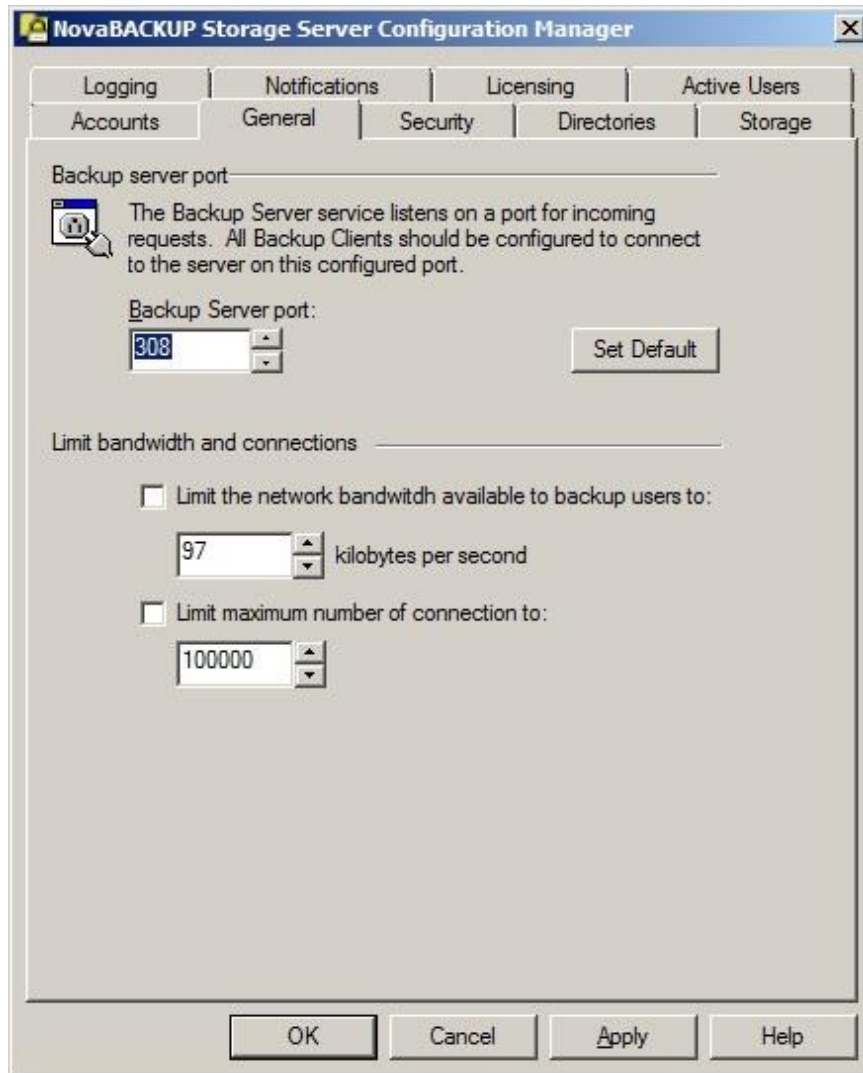 NovaBACKUP Storage Server Configuration Manager
Logging Notifications Licensing Active Users
Accounts General Security Directories Storage
Backup server port
The Backup Server service listens on a port for incoming
requests. All Backup Clients should be configured to connect
to the server on this configured port.
Backup Server port:
308
Set Default
Limit bandwidth and connections
Limit the network bandwitdh available to backup users to:
97 kilobytes per second
Limit maximum number of connection to:
100000
OK Cancel Apply Help